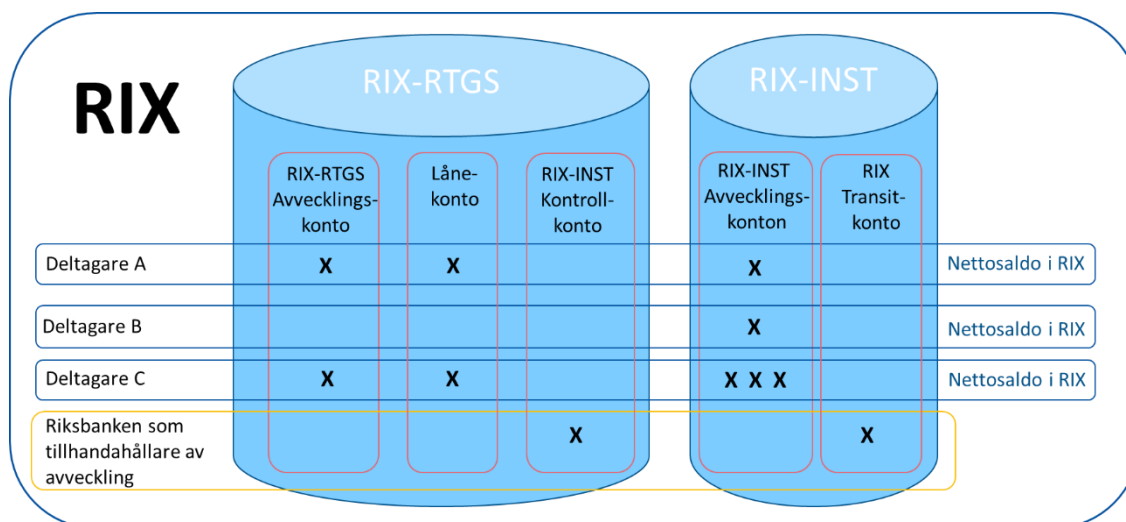 RIX
RIX-RTGS
RIX-INST
RIX-RTGS
Avvecklings-
konto
Låne-
konto
RIX-INST
Kontroll-
konto
RIX-INST
Avvecklings-
konton
RIX
Transit-
konto
Deltagare A
X
X
X
Nettosaldo i RIX
Deltagare B
X
Nettosaldo i RIX
Deltagare C
X
X
X X X
Nettosaldo i RIX
Riksbanken som
tillhandahållare av
avveckling
X
X